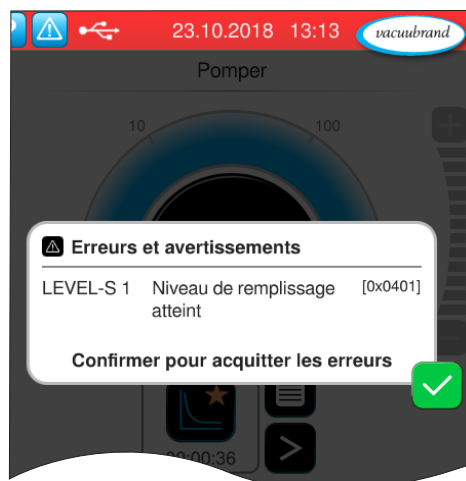 23.10.2018 13:13 vacuubrand
Pomper
10 100
Erreurs et avertissements
LEVEL-S 1 Niveau de remplissage [0x0401]
atteint
Confirmer pour acquitter les erreurs
00:00:36